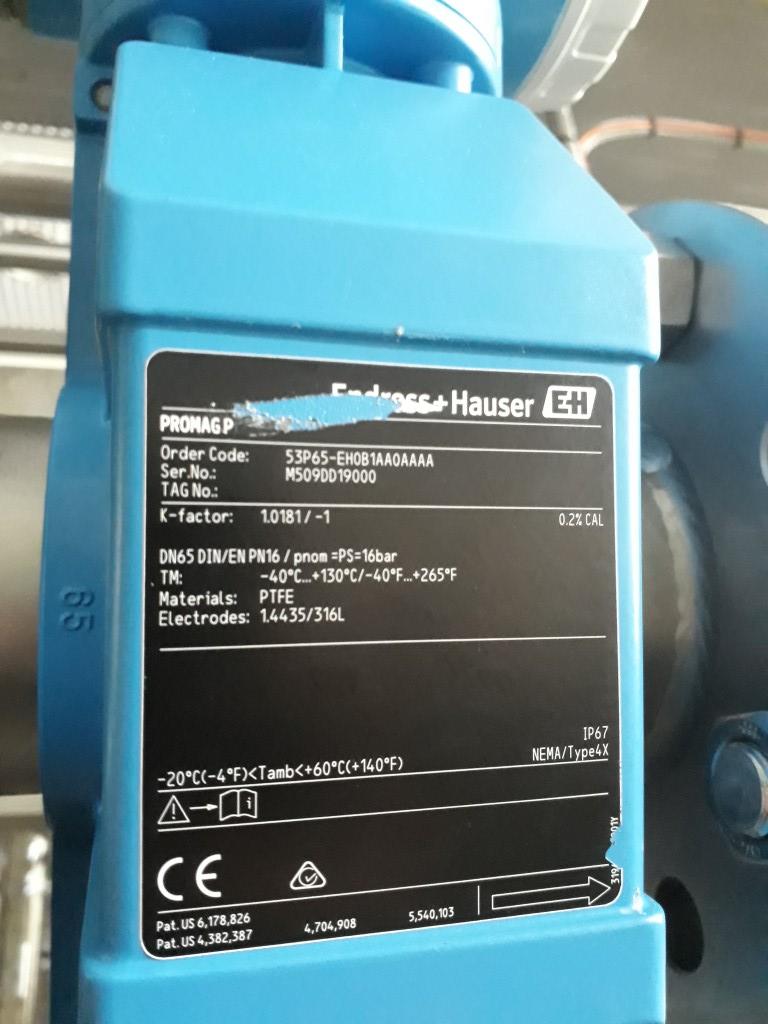 Endress+Hauser EH
PROMAG P
Order Code: 53P65-EH0B1AA0AAAA
Ser.No.: M509DD19000
TAG No.:
K-factor: 1.0181/ -1 0.2% CAL
DN65 DIN/EN PN16 / pnom =PS=16bar
TM: -40°C...+130°C/-40°F...+265°F
Materials: PTFE
Electrodes: 1.4435/316L
65
IP67
-20°C(-4°F)<Tamb<+60°C(+140°F) NEMA/Type4X
i
CE
Pat. US 6,178,826 4,704,908 5,540,103
Pat. US 4,382,387